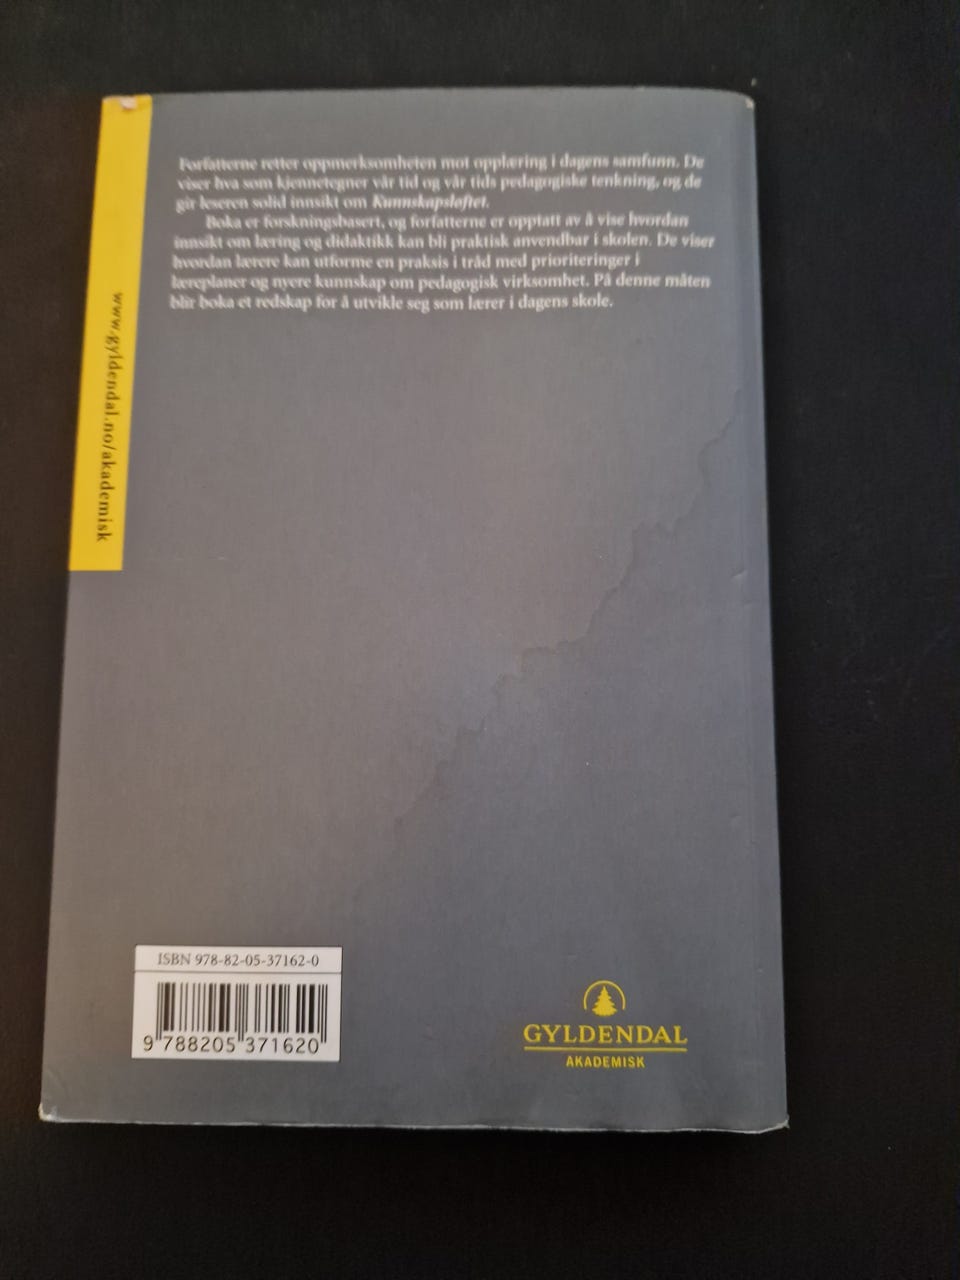 Forfatterne retter oppmerksomheten mot opplæring i dagens samfunn. De
viser hva som kjennetegner vår tid og vår tids pedagogiske tenkning, og de
gir leseren solid innsikt om Kunnskapsløftet.
Boka er forskningsbasert, og forfatterne er opptatt av å vise hvordan
innsikt om læring og didaktikk kan bli praktisk anvendbar i skolen. De viser
hvordan lærere kan utforme en praksis i tråd med prioriteringer i
læreplaner og nyere kunnskap om pedagogisk virksomhet. På denne måten
blir boka et redskap for å utvikle seg som lærer i dagens skole.
www.gyldendal.no/akademisk
ISBN 978-82-05-37162-0
9 788205 371620
GYLDENDAL
AKADEMISK